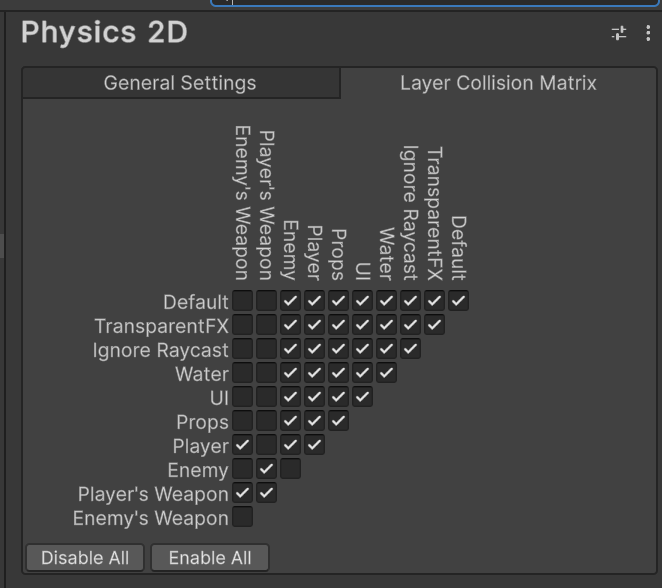 Physics 2D
General Settings
Layer Collision Matrix
Enemy's Weapon
Player's Weapon
Enemy
Player
Props
UI
Water
Ignore Raycast
TransparentFX
Default
Default
TransparentFX
Ignore Raycast
Water
UI
Props
Player
Enemy
Player's Weapon
Enemy's Weapon
Disable All
Enable All